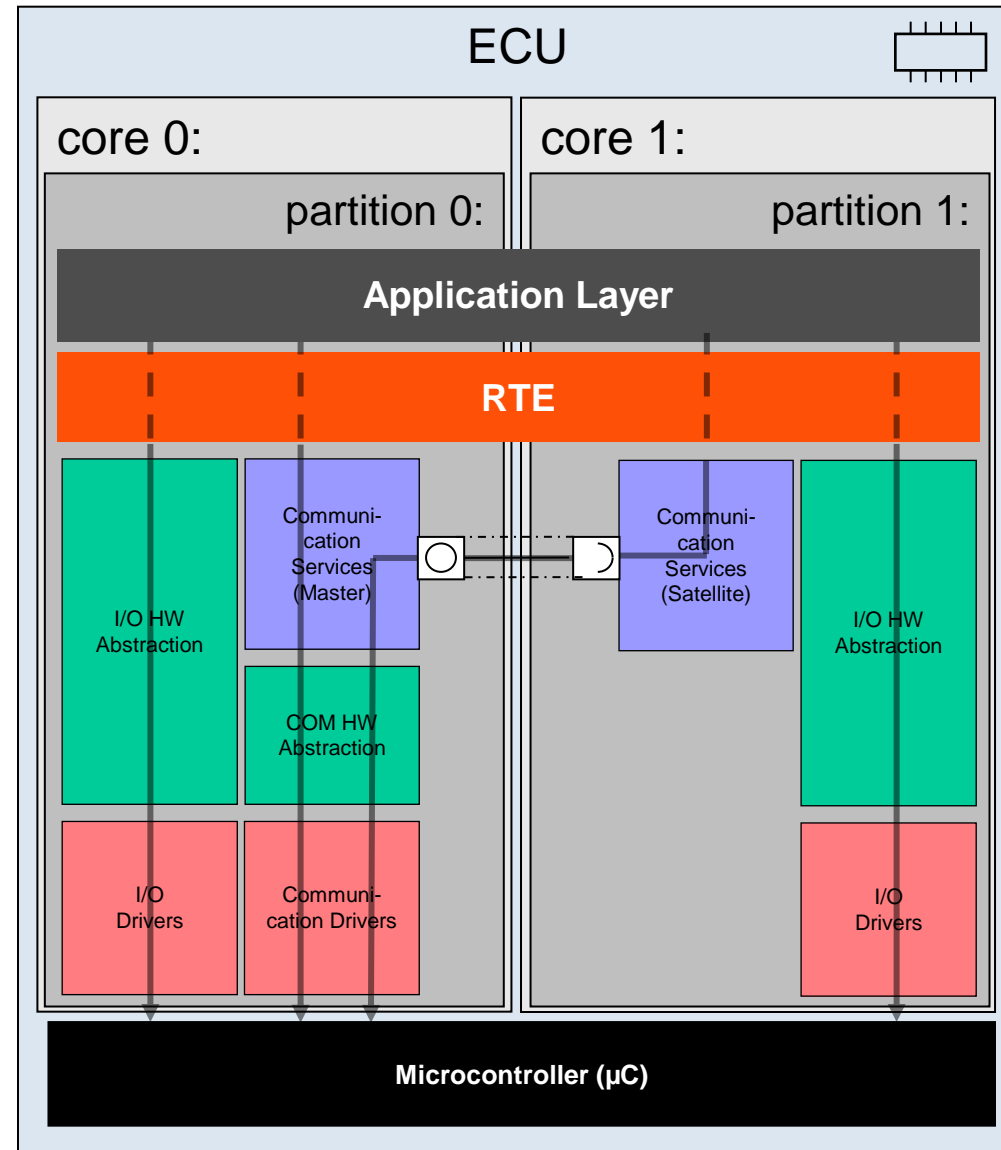 ECU
core 0:
core 1:
partition 0:
partition 1:
Application Layer
RTE
Communi-
cation
Services
(Master)
Communi-
cation
Services
(Satellite)
I/O HW
Abstraction
I/O HW
Abstraction
COM HW
Abstraction
I/O
Drivers
Communi-
cation Drivers
I/O
Drivers
Microcontroller (µC)